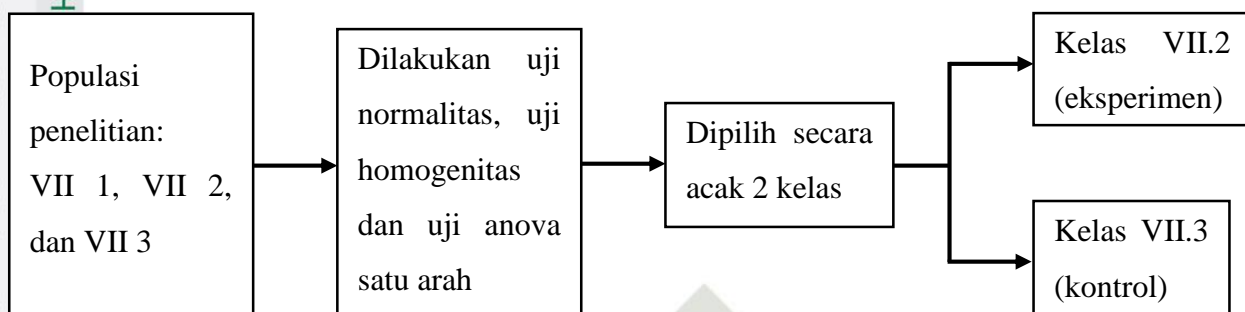 Populasi
penelitian:
VII 1, VII 2,
dan VII 3
Dilakukan uji
normalitas, uji
homogenitas
dan uji anova
satu arah
Dipilih secara
acak 2 kelas
Kelas VII.2
(eksperimen)
Kelas VII.3
(kontrol)